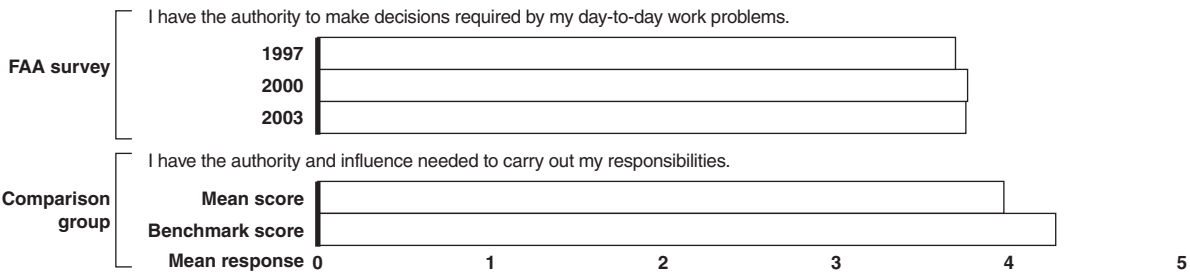 I have the authority to make decisions required by my day-to-day work problems.
FAA survey
1997
2000
2003
I have the authority and influence needed to carry out my responsibilities.
Comparison
group
Mean score
Benchmark score
Mean response 0 1 2 3 4 5